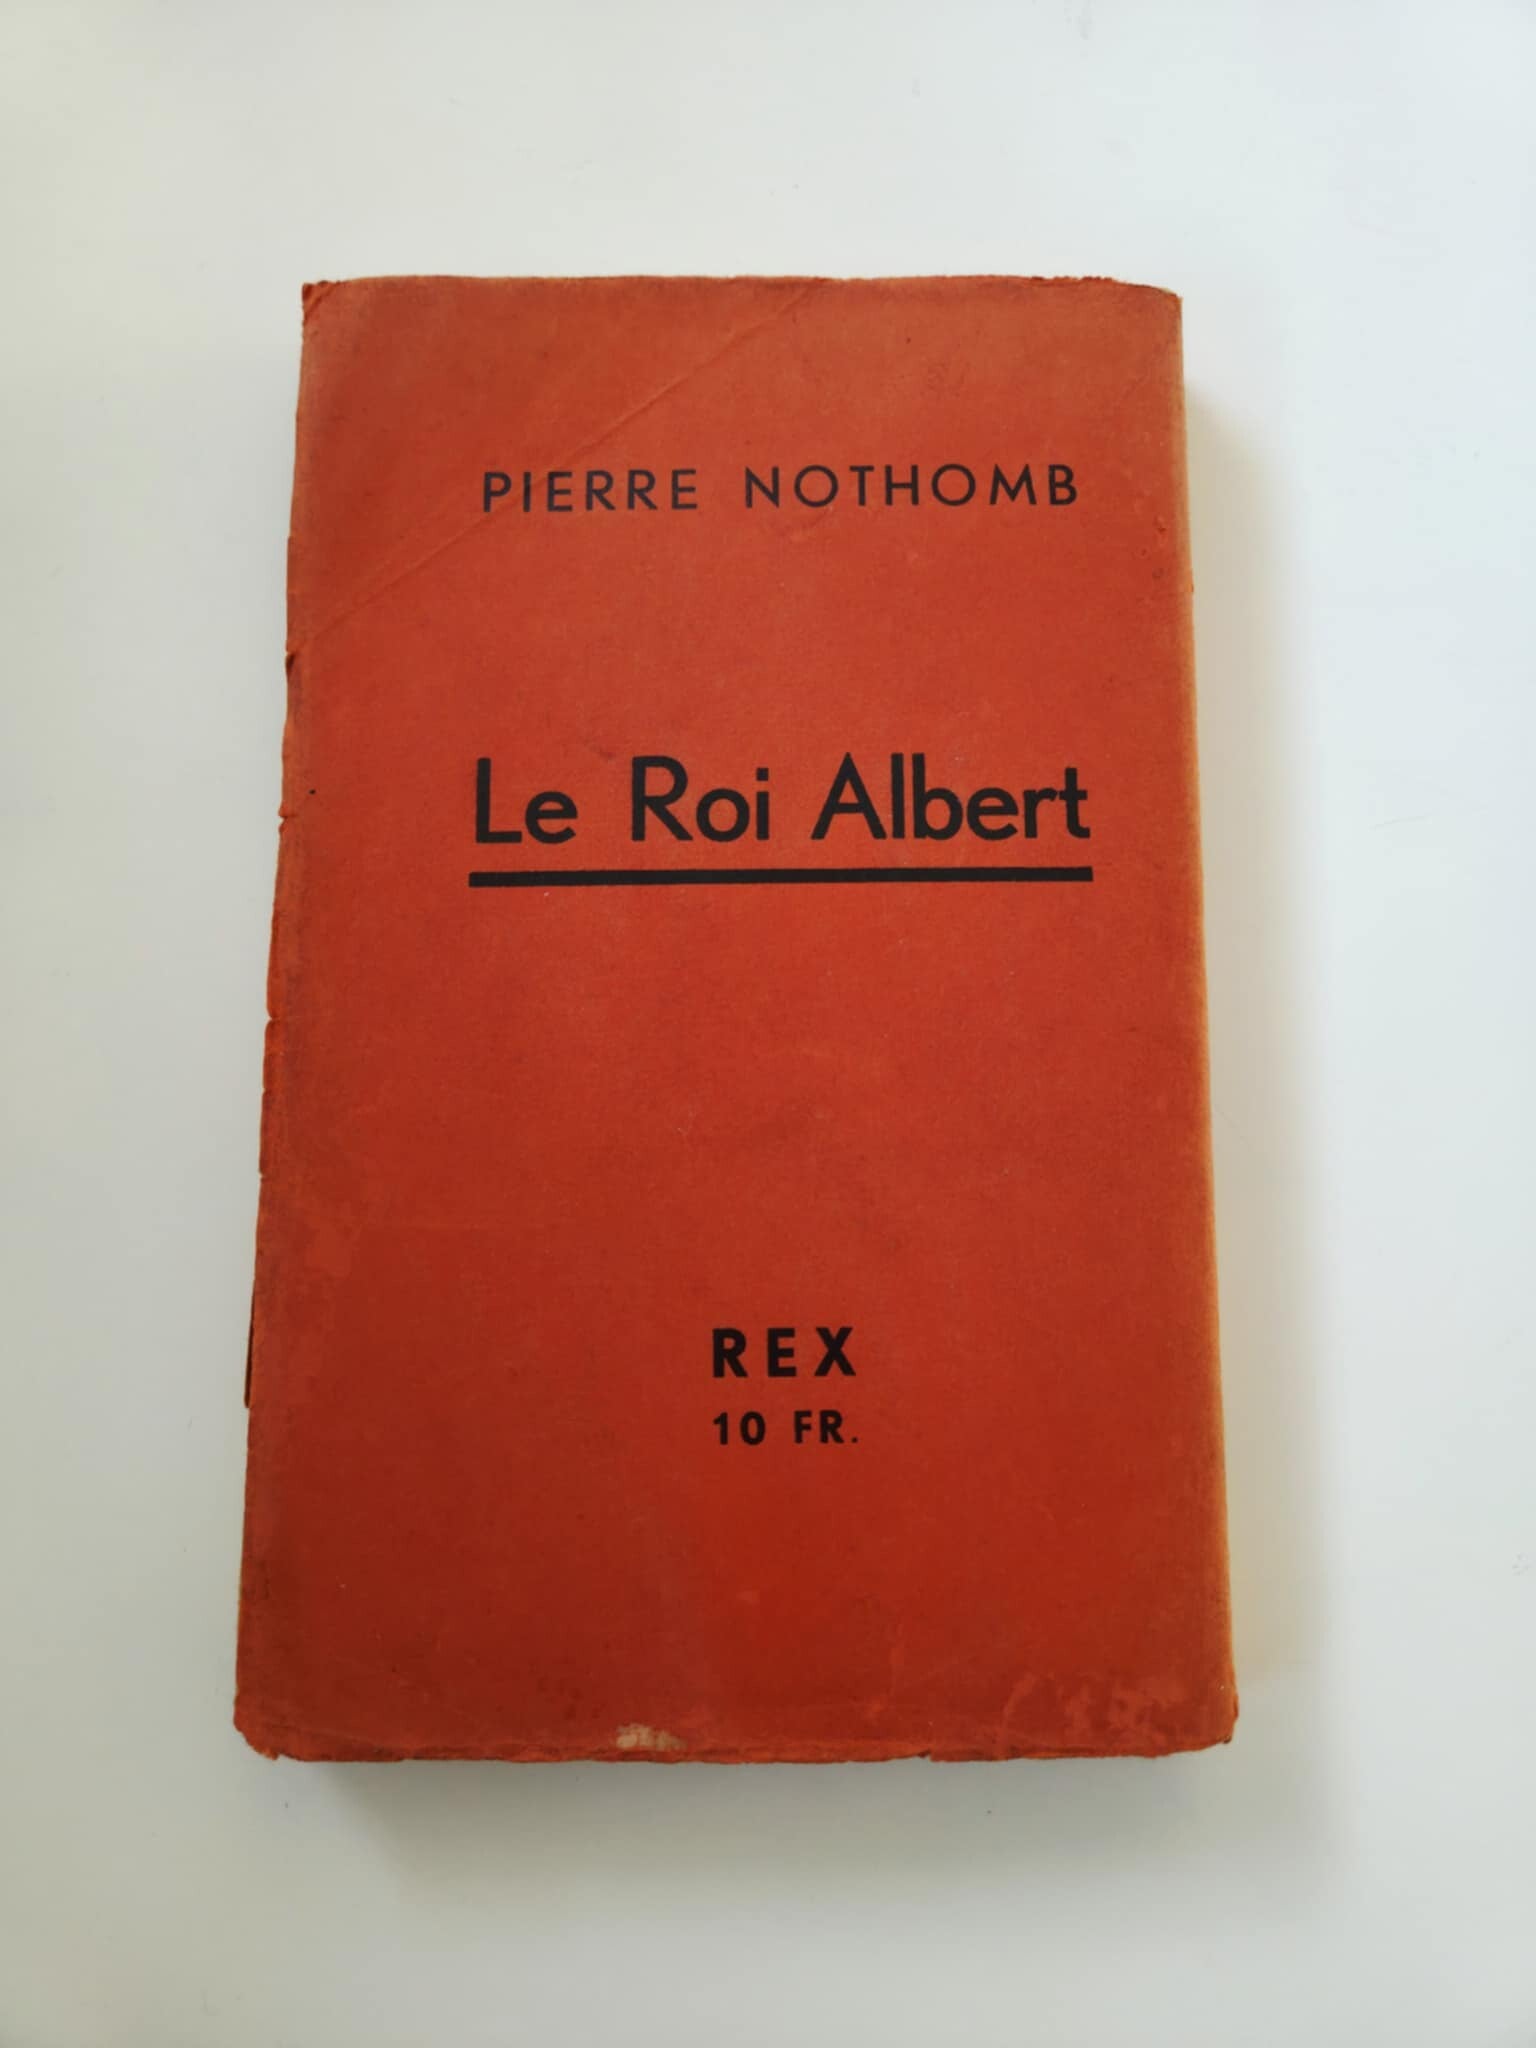 PIERRE NOTHOMB
Le Roi Albert
REX
10 FR.